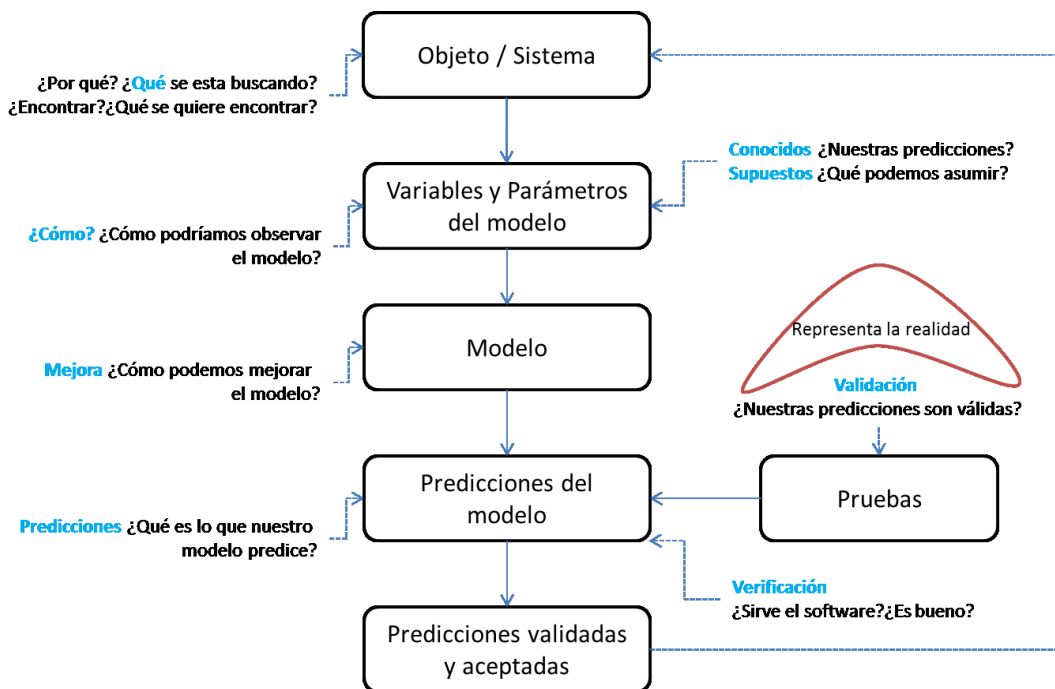 Objeto / Sistema
¿Por qué? ¿Qué se esta buscando?
¿Encontrar?¿Qué se quiere encontrar?
Conocidos ¿Nuestras predicciones?
Supuestos ¿Qué podemos asumir?
Variables y Parámetros
del modelo
¿Cómo? ¿Cómo podríamos observar
el modelo?
Representa la realidad
Modelo
Mejora ¿Cómo podemos mejorar
el modelo?
Validación
¿Nuestras predicciones son válidas?
Predicciones del
modelo
Pruebas
Predicciones ¿Qué es lo que nuestro
modelo predice?
Verificación
¿Sirve el software?¿Es bueno?
Predicciones validadas
y aceptadas